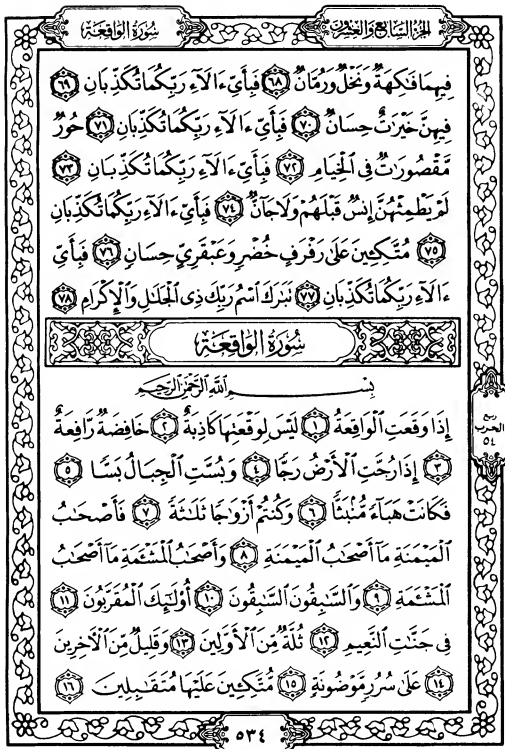 الجزء السابع والعشرون
سورة الواقعة
فِيهِمَا فَٰكِهَةٌ وَنَخْلٌ وَرُمَّانٌ ٦٨ فَبِأَيِّ ءَالَآءِ رَبِّكُمَا تُكَذِّبَانِ ٦٩
فِيهِنَّ خَيْرَٰتٌ حِسَانٌ ٧٠ فَبِأَيِّ ءَالَآءِ رَبِّكُمَا تُكَذِّبَانِ ٧١ حُورٌ
مَّقْصُورَٰتٌ فِى ٱلْخِيَامِ ٧٢ فَبِأَيِّ ءَالَآءِ رَبِّكُمَا تُكَذِّبَانِ ٧٣
لَمْ يَطْمِثْهُنَّ إِنسٌ قَبْلَهُمْ وَلَا جَآنٌّ ٧٤ فَبِأَيِّ ءَالَآءِ رَبِّكُمَا تُكَذِّبَانِ
٧٥ مُتَّكِـِٔينَ عَلَىٰ رَفْرَفٍ خُضْرٍ وَعَبْقَرِىٍّ حِسَانٍ ٧٦ فَبِأَيِّ
ءَالَآءِ رَبِّكُمَا تُكَذِّبَانِ ٧٧ تَبَٰرَكَ ٱسْمُ رَبِّكَ ذِى ٱلْجَلَٰلِ وَٱلْإِكْرَامِ ٧٨
سورة الواقعة
بِسْمِ ٱللَّهِ ٱلرَّحْمَٰنِ ٱلرَّحِيمِ
إِذَا وَقَعَتِ ٱلْوَاقِعَةُ ١ لَيْسَ لِوَقْعَتِهَا كَاذِبَةٌ ٢ خَافِضَةٌ رَّافِعَةٌ
٣ إِذَا رُجَّتِ ٱلْأَرْضُ رَجًّا ٤ وَبُسَّتِ ٱلْجِبَالُ بَسًّا ٥
فَكَانَتْ هَبَآءً مُّنۢبَثًّا ٦ وَكُنتُمْ أَزْوَٰجًا ثَلَٰثَةً ٧ فَأَصْحَٰبُ
ٱلْمَيْمَنَةِ مَآ أَصْحَٰبُ ٱلْمَيْمَنَةِ ٨ وَأَصْحَٰبُ ٱلْمَشْـَٔمَةِ مَآ أَصْحَٰبُ
ٱلْمَشْـَٔمَةِ ٩ وَٱلسَّٰبِقُونَ ٱلسَّٰبِقُونَ ١٠ أُو۟لَٰٓئِكَ ٱلْمُقَرَّبُونَ ١١
فِى جَنَّٰتِ ٱلنَّعِيمِ ١٢ ثُلَّةٌ مِّنَ ٱلْأَوَّلِينَ ١٣ وَقَلِيلٌ مِّنَ ٱلْءَاخِرِينَ
١٤ عَلَىٰ سُرُرٍ مَّوْضُونَةٍ ١٥ مُّتَّكِـِٔينَ عَلَيْهَا مُتَقَٰبِلِينَ ١٦
ربع
الحزب
٥٤
٥٣٤